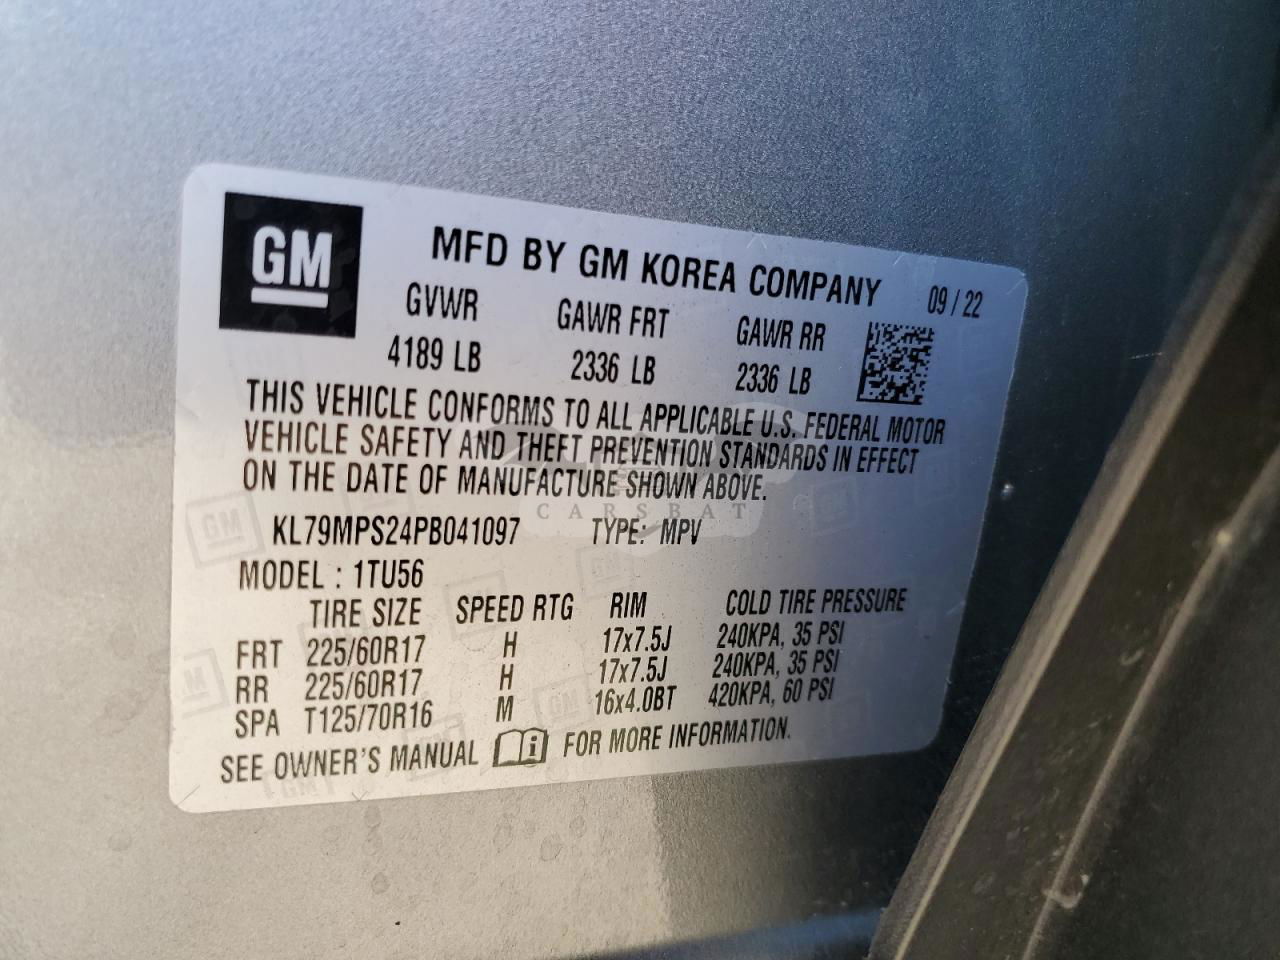 GM
MFD BY GM KOREA COMPANY 09 / 22
GVWR GAWR FRT GAWR RR
4189 LB 2336 LB 2336 LB
THIS VEHICLE CONFORMS TO ALL APPLICABLE U.S. FEDERAL MOTOR
VEHICLE SAFETY AND THEFT PREVENTION STANDARDS IN EFFECT
ON THE DATE OF MANUFACTURE SHOWN ABOVE.
CARSBAT
KL79MPS24PB041097 TYPE: MPV
MODEL : 1TU56
TIRE SIZE SPEED RTG RIM COLD TIRE PRESSURE
FRT 225/60R17 H 17x7.5J 240KPA, 35 PSI
RR 225/60R17 H 17x7.5J 240KPA, 35 PSI
SPA T125/70R16 M 16x4.0BT 420KPA, 60 PSI
SEE OWNER'S MANUAL i FOR MORE INFORMATION.